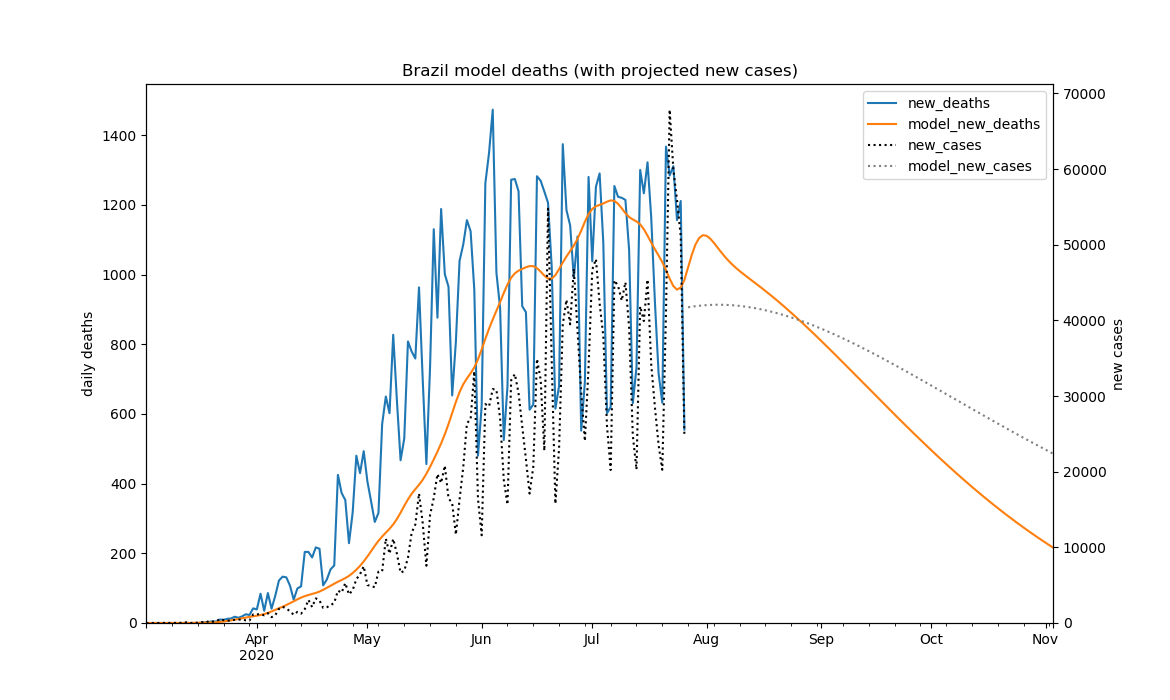 Brazil model deaths (with projected new cases)
new_deaths
model_new_deaths
new_cases
model_new_cases
daily deaths
1400
1200
1000
800
600
400
200
0
70000
60000
50000
40000
30000
20000
10000
0
new cases
Apr
2020
May
Jun
Jul
Aug
Sep
Oct
Nov